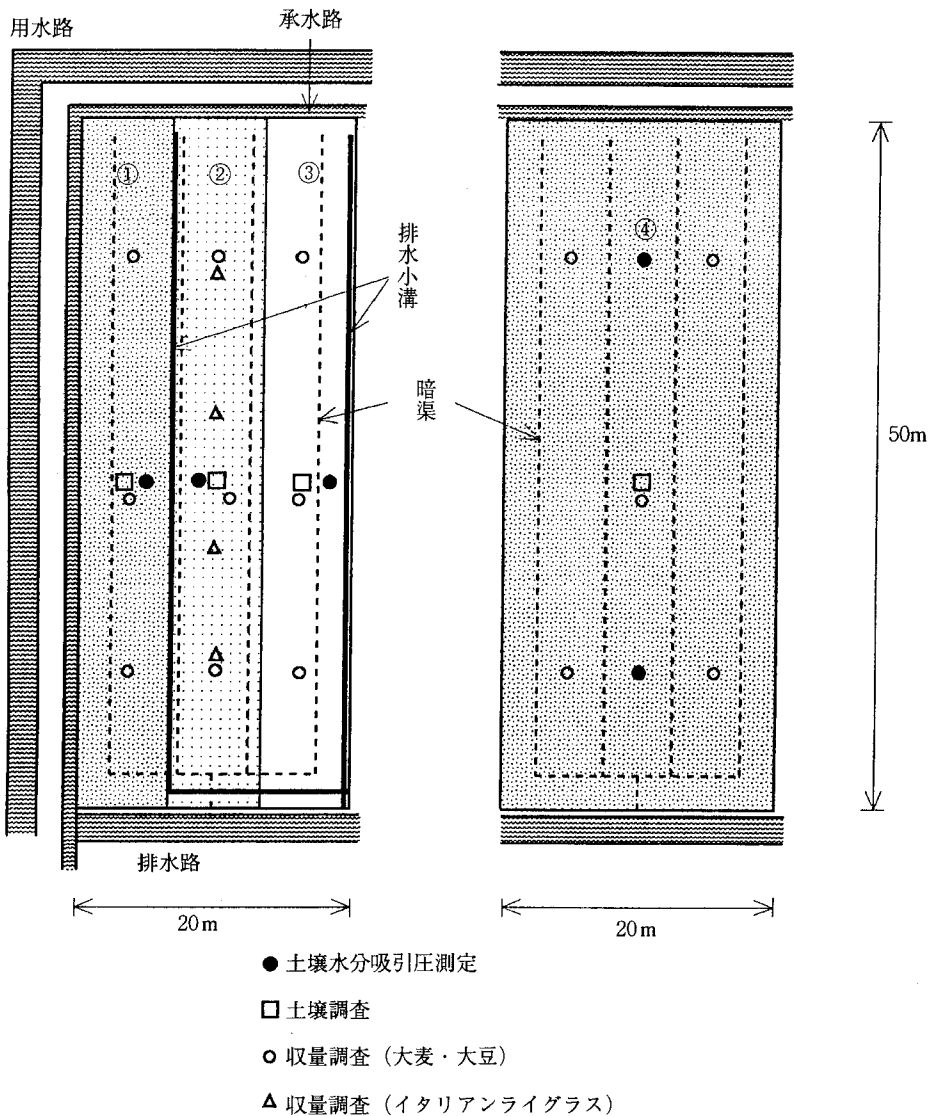 用水路
承水路
①
②
③
④
排水小溝
暗渠
50m
排水路
20m
20m
● 土壌水分吸引圧測定
□ 土壌調査
○ 収量調査(大麦・大豆)
△ 収量調査(イタリアンライグラス)